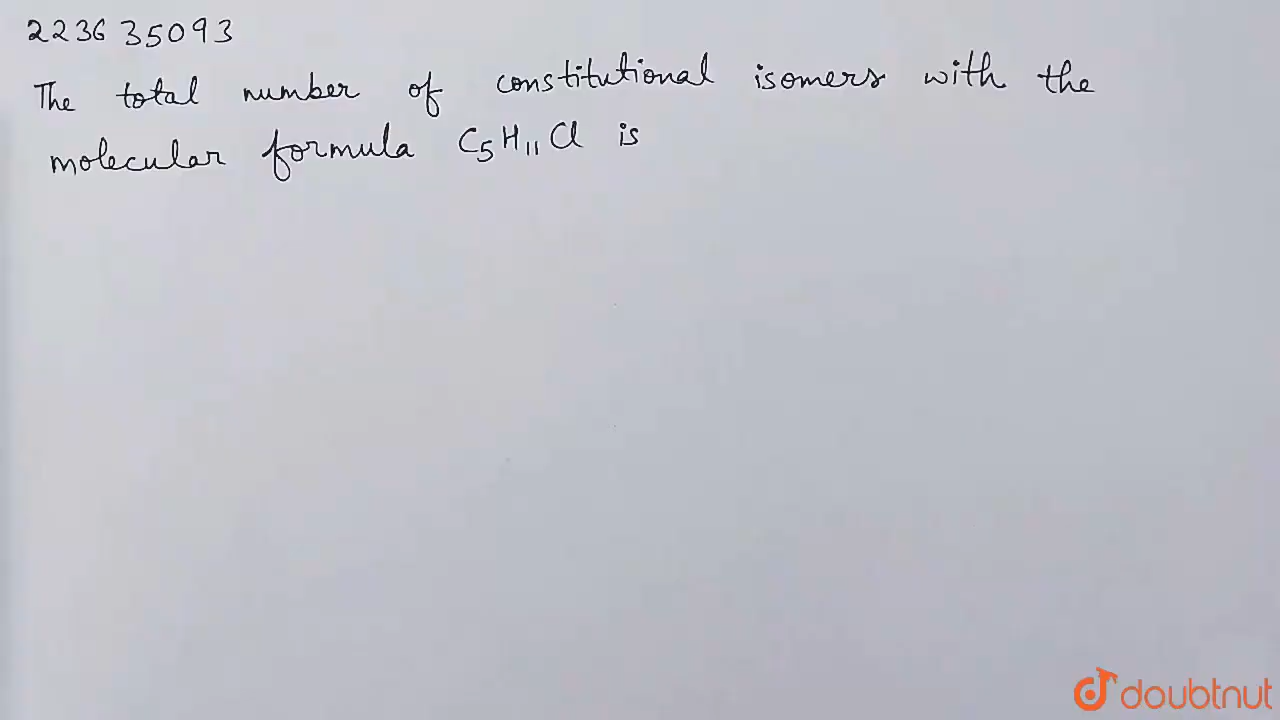 2236 35093
The total number of constitutional isomers with the
molecular formula C₅H₁₁Cl is
doubtnut